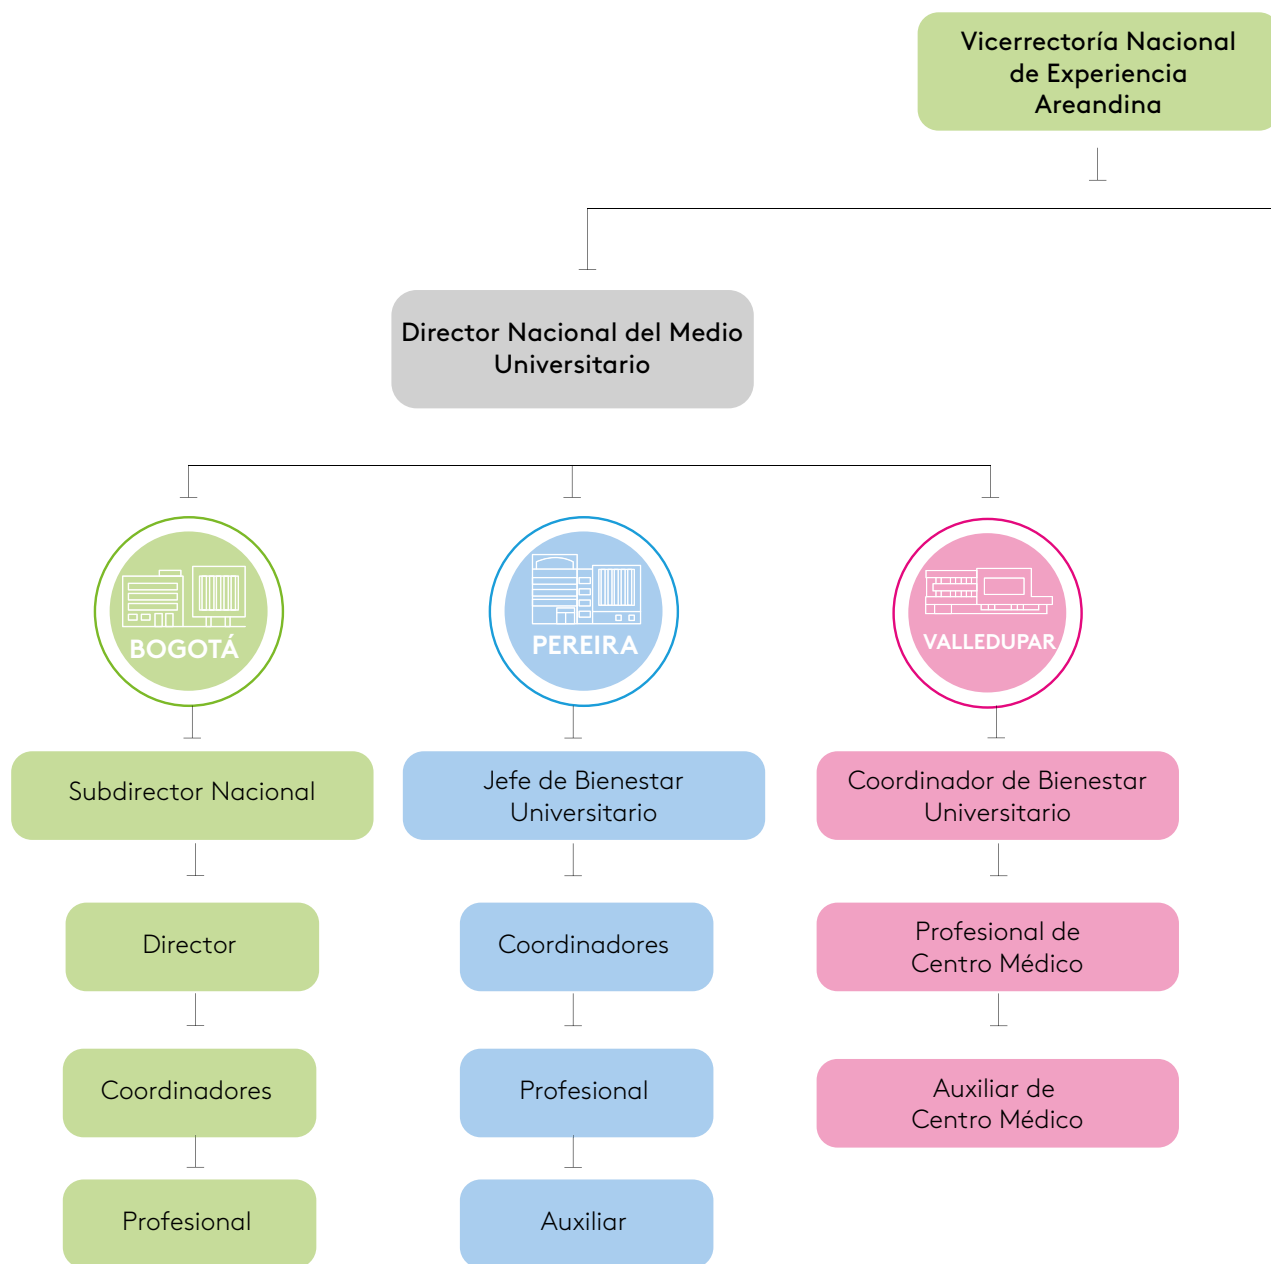 Vicerrectoría Nacional
de Experiencia
Areandina
Director Nacional del Medio
Universitario
BOGOTÁ
PEREIRA
VALLEDUPAR
Subdirector Nacional
Jefe de Bienestar
Universitario
Coordinador de Bienestar
Universitario
Director
Coordinadores
Profesional de
Centro Médico
Coordinadores
Profesional
Auxiliar de
Centro Médico
Profesional
Auxiliar